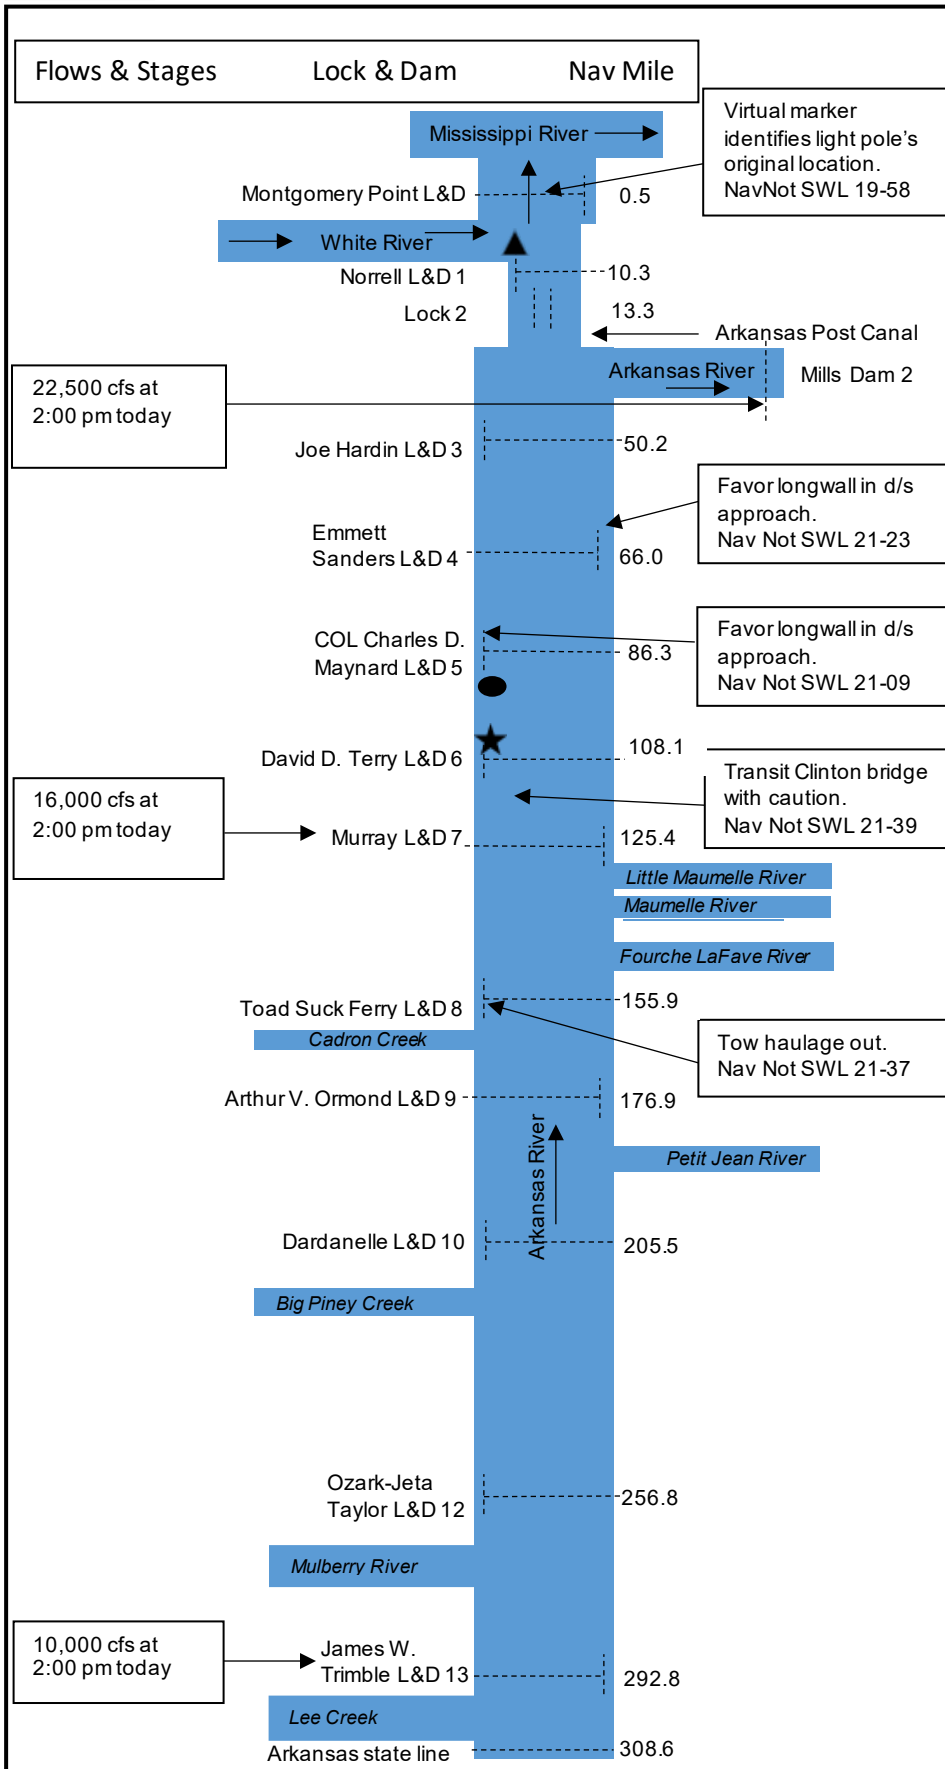 Flows & Stages Lock & Dam Nav Mile
Mississippi River
Virtual marker
identifies light pole's
original location.
NavNot SWL 19-58
Montgomery Point L&D 0.5
White River
Norrell L&D 1 10.3
Lock 2 13.3
Arkansas Post Canal
Arkansas River
Mills Dam 2
22,500 cfs at
2:00 pm today
Joe Hardin L&D 3 50.2
Favor longwall in d/s
approach.
Nav Not SWL 21-23
Emmett
Sanders L&D 4 66.0
Favor longwall in d/s
approach.
Nav Not SWL 21-09
COL Charles D.
Maynard L&D 5 86.3
David D. Terry L&D 6 108.1
Transit Clinton bridge
with caution.
Nav Not SWL 21-39
16,000 cfs at
2:00 pm today
Murray L&D 7 125.4
Little Maumelle River
Maumelle River
Fourche LaFave River
Toad Suck Ferry L&D 8 155.9
Cadron Creek
Tow haulage out.
Nav Not SWL 21-37
Arthur V. Ormond L&D 9 176.9
Arkansas River
Petit Jean River
Dardanelle L&D 10 205.5
Big Piney Creek
Ozark-Jeta
Taylor L&D 12 256.8
Mulberry River
10,000 cfs at
2:00 pm today
James W.
Trimble L&D 13 292.8
Lee Creek
Arkansas state line 308.6